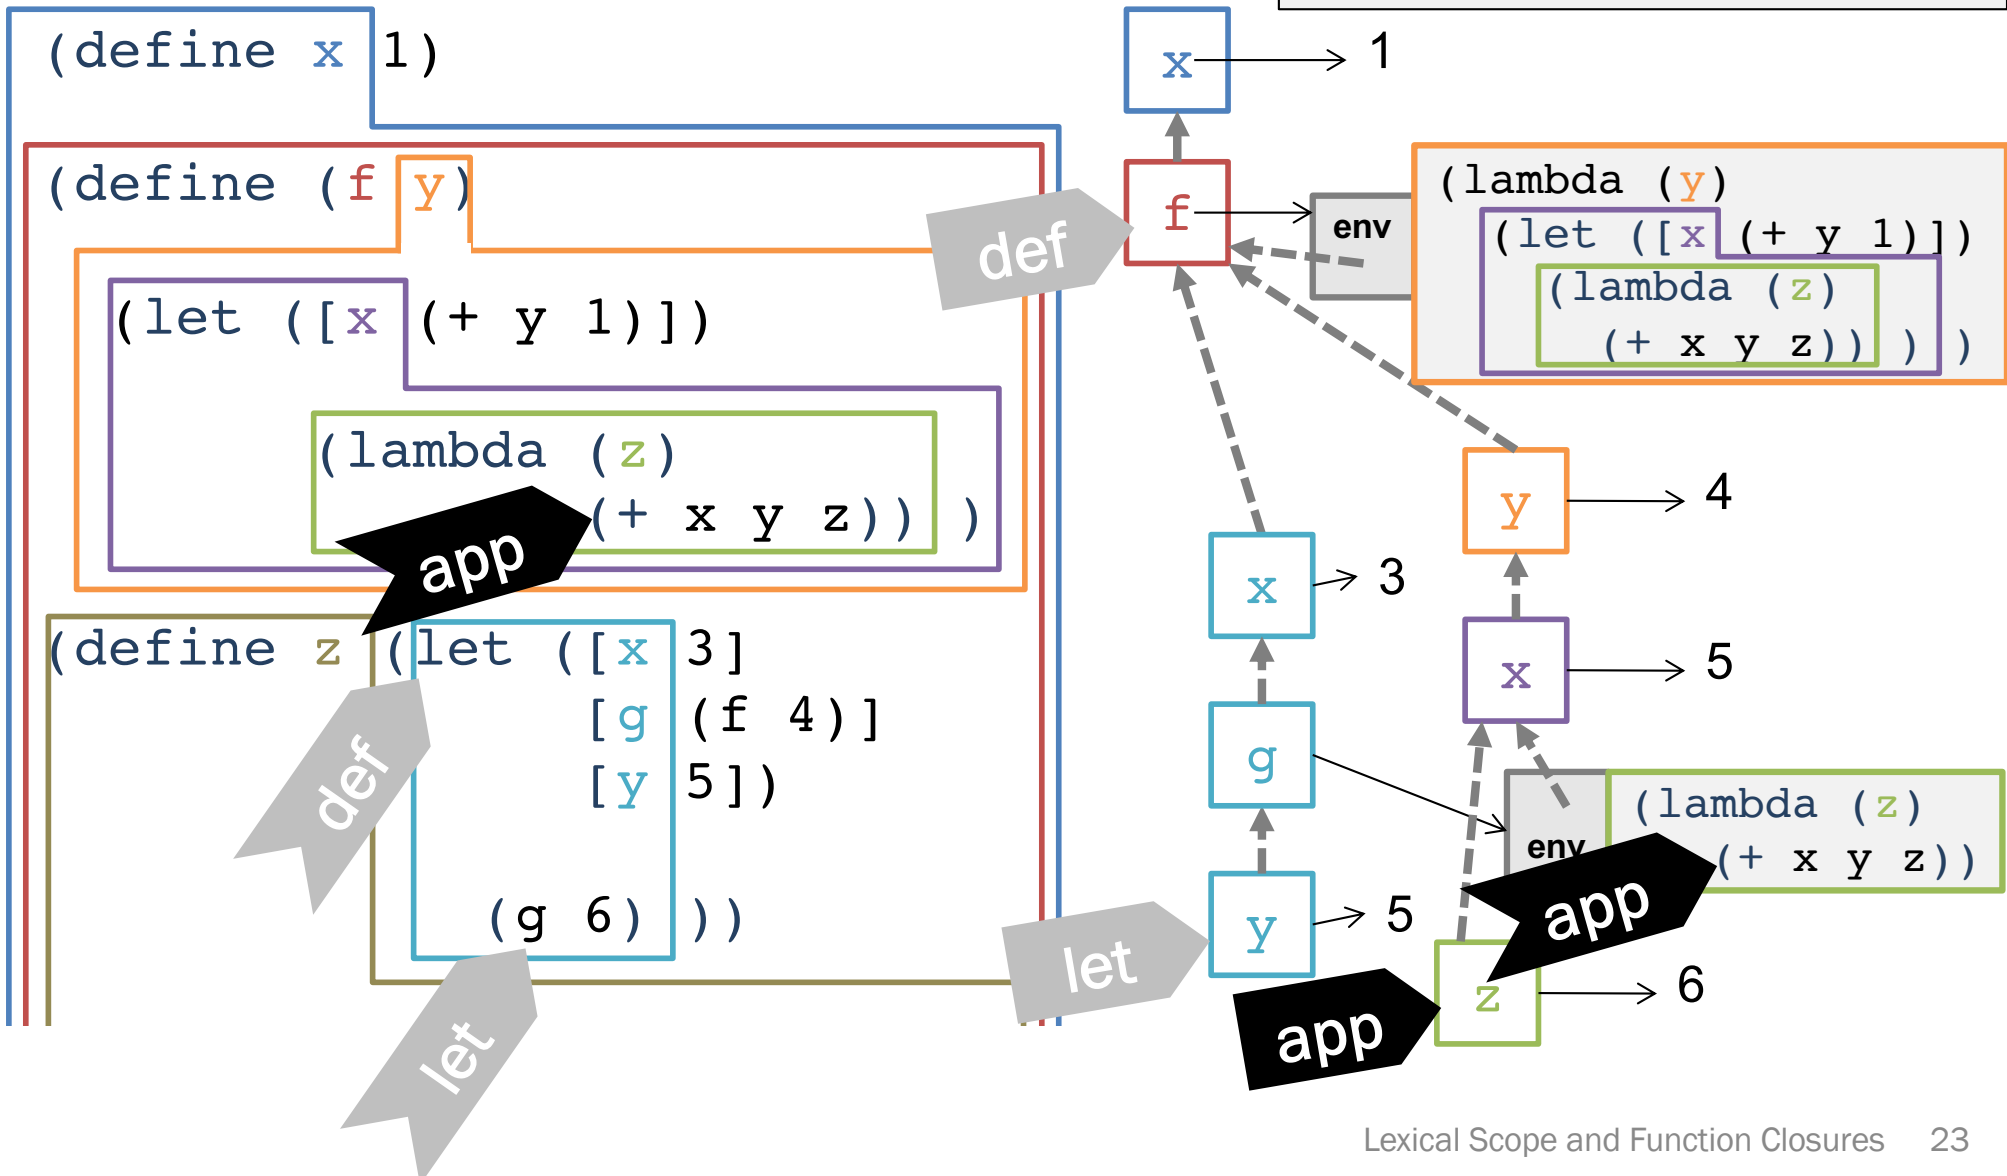 (define x 1)
(define (f y)
(let ([x (+ y 1)])
(lambda (z)
(+ x y z)) )
app
(define z (let ([x 3]
[g (f 4)]
[y 5])
(g 6) ))
def
let
x 1
def
f
env
(lambda (y)
(let ([x (+ y 1)])
(lambda (z)
(+ x y z)) ) )
y 4
x 3
x 5
g
env
(lambda (z)
(+ x y z))
app
let
y 5
app
z 6
Lexical Scope and Function Closures 23